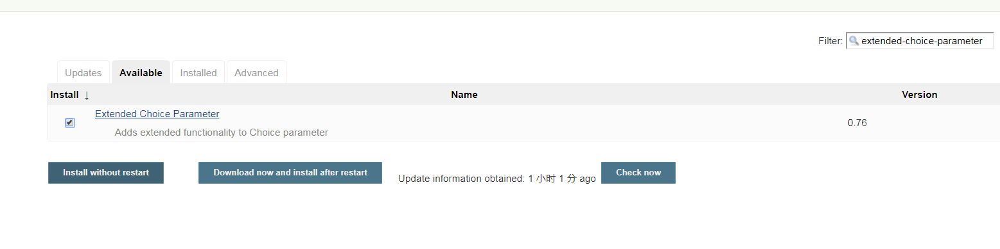 Filter: extended-choice-parameter
Updates Available Installed Advanced
Install ↓ Name Version
Extended Choice Parameter
Adds extended functionality to Choice parameter
0.76
Install without restart Download now and install after restart Update information obtained: 1 小时 1 分 ago Check now